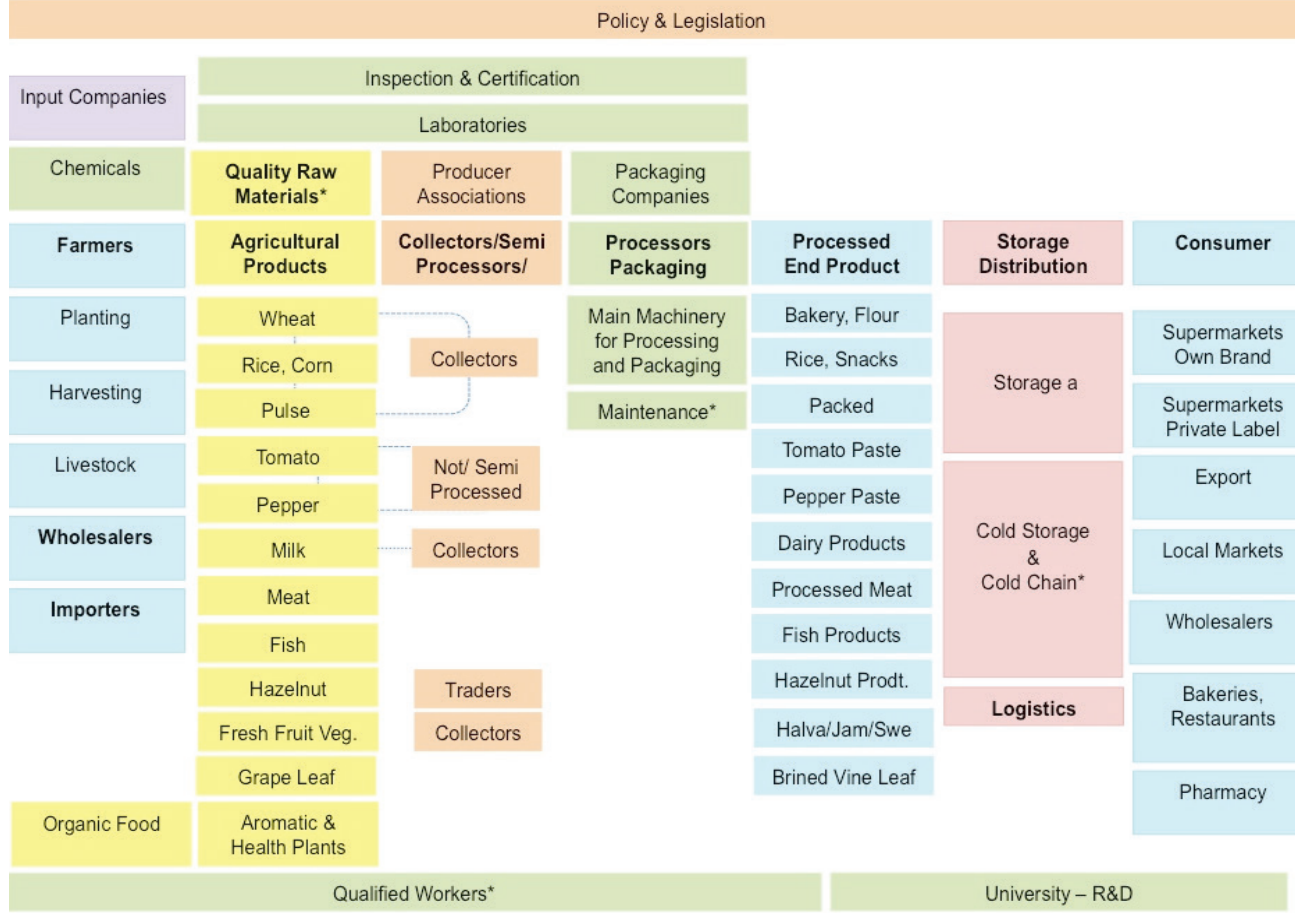 Policy & Legislation
Inspection & Certification
Input Companies
Laboratories
Chemicals
Quality Raw
Materials*
Producer
Associations
Packaging
Companies
Farmers
Agricultural
Products
Collectors/Semi
Processors/
Processors
Packaging
Processed
End Product
Storage
Distribution
Consumer
Planting
Harvesting
Livestock
Wholesalers
Importers
Wheat
Rice, Corn
Pulse
Tomato
Pepper
Milk
Meat
Fish
Hazelnut
Fresh Fruit Veg.
Grape Leaf
Organic Food
Aromatic &
Health Plants
Collectors
Not/ Semi
Processed
Collectors
Traders
Collectors
Main Machinery
for Processing
and Packaging
Maintenance*
Bakery, Flour
Rice, Snacks
Packed
Tomato Paste
Pepper Paste
Dairy Products
Processed Meat
Fish Products
Hazelnut Prodt.
Halva/Jam/Swe
Brined Vine Leaf
Storage a
Cold Storage
&
Cold Chain*
Logistics
Supermarkets
Own Brand
Supermarkets
Private Label
Export
Local Markets
Wholesalers
Bakeries,
Restaurants
Pharmacy
Qualified Workers*
University – R&D